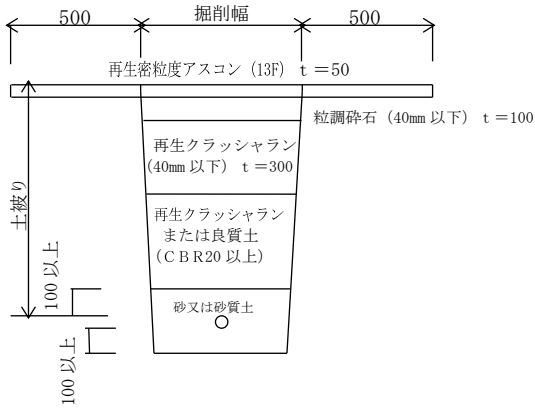 500 掘削幅 500
再生密粒度アスコン（13F） t＝50
粒調砕石（40mm 以下） t＝100
再生クラッシャラン
（40mm 以下） t＝300
土被り
再生クラッシャラン
または良質土
（ＣＢＲ20 以上）
100 以上
砂又は砂質土
100 以上